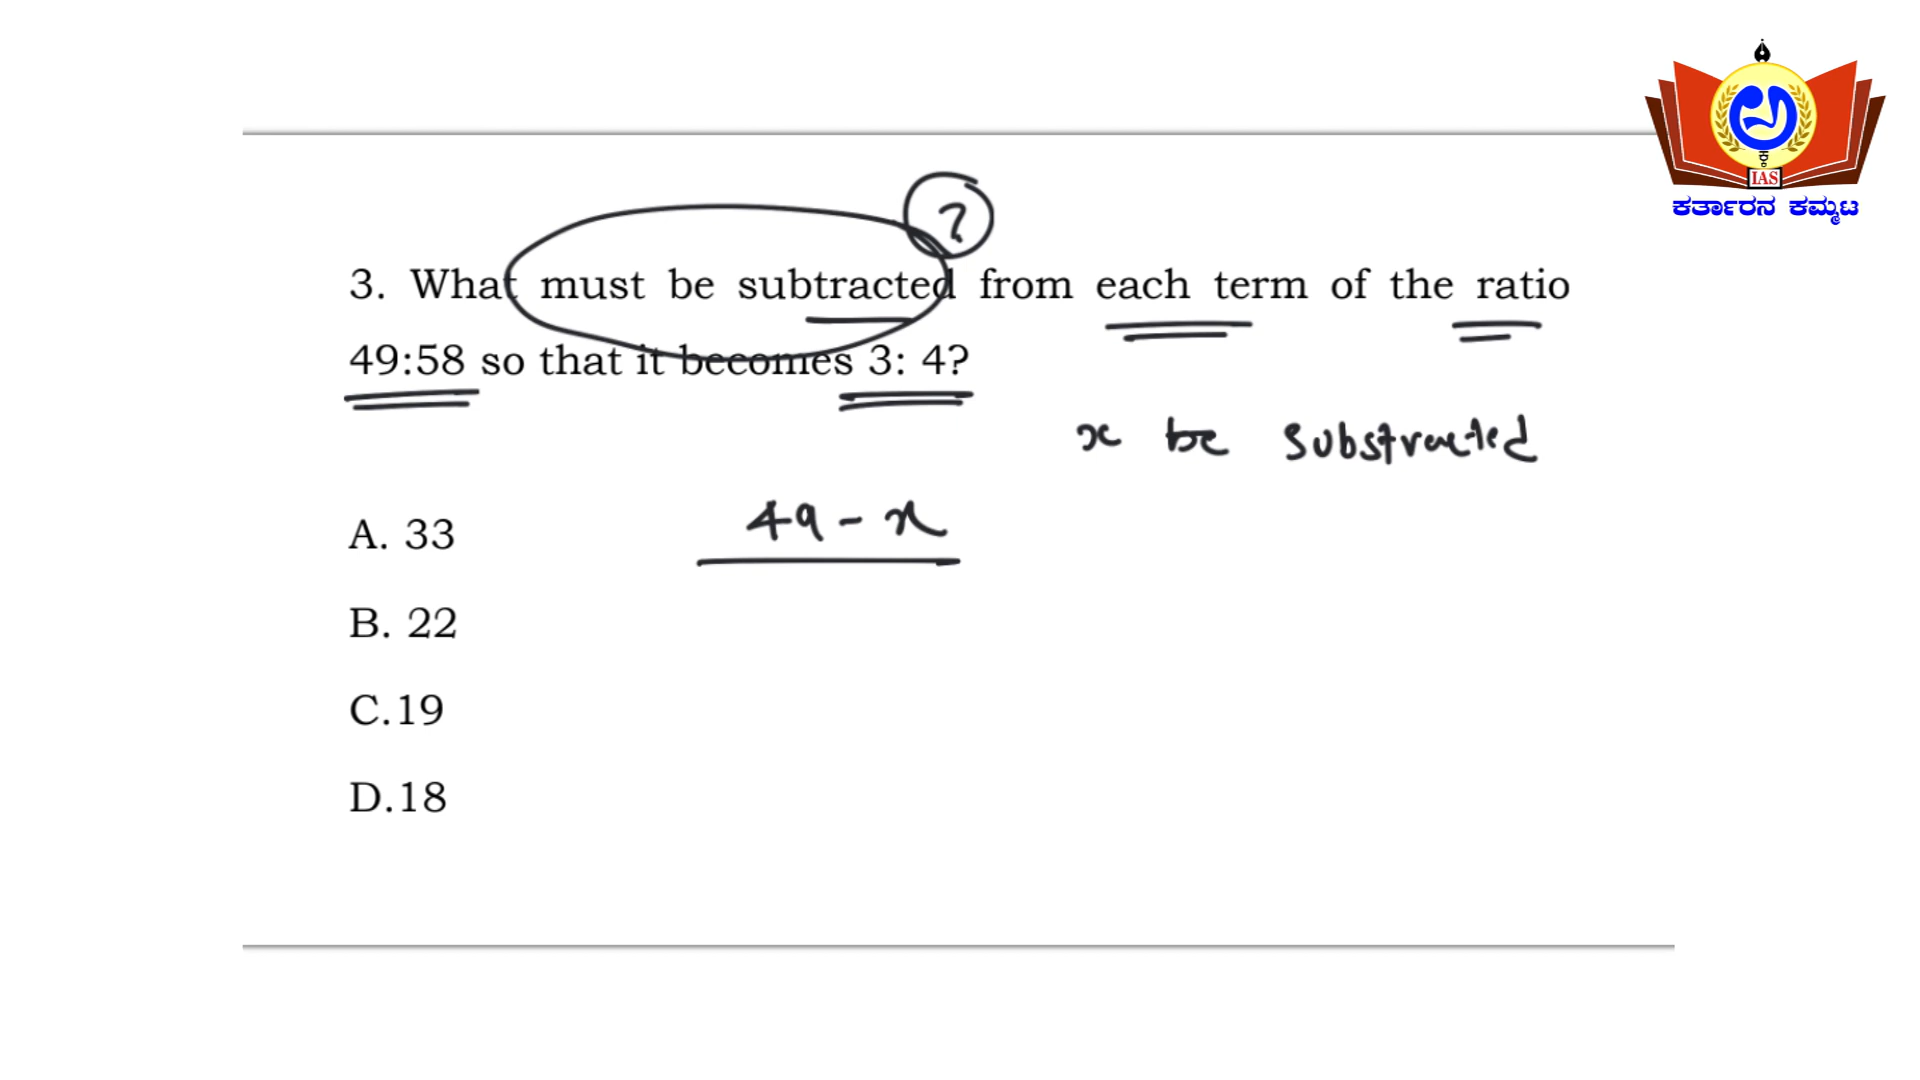 IAS
ಕರ್ತಾರನ ಕಮ್ಮಟ
?
3. What must be subtracted from each term of the ratio
49:58 so that it becomes 3: 4?
x be substracted
49 - x
A. 33
B. 22
C.19
D.18